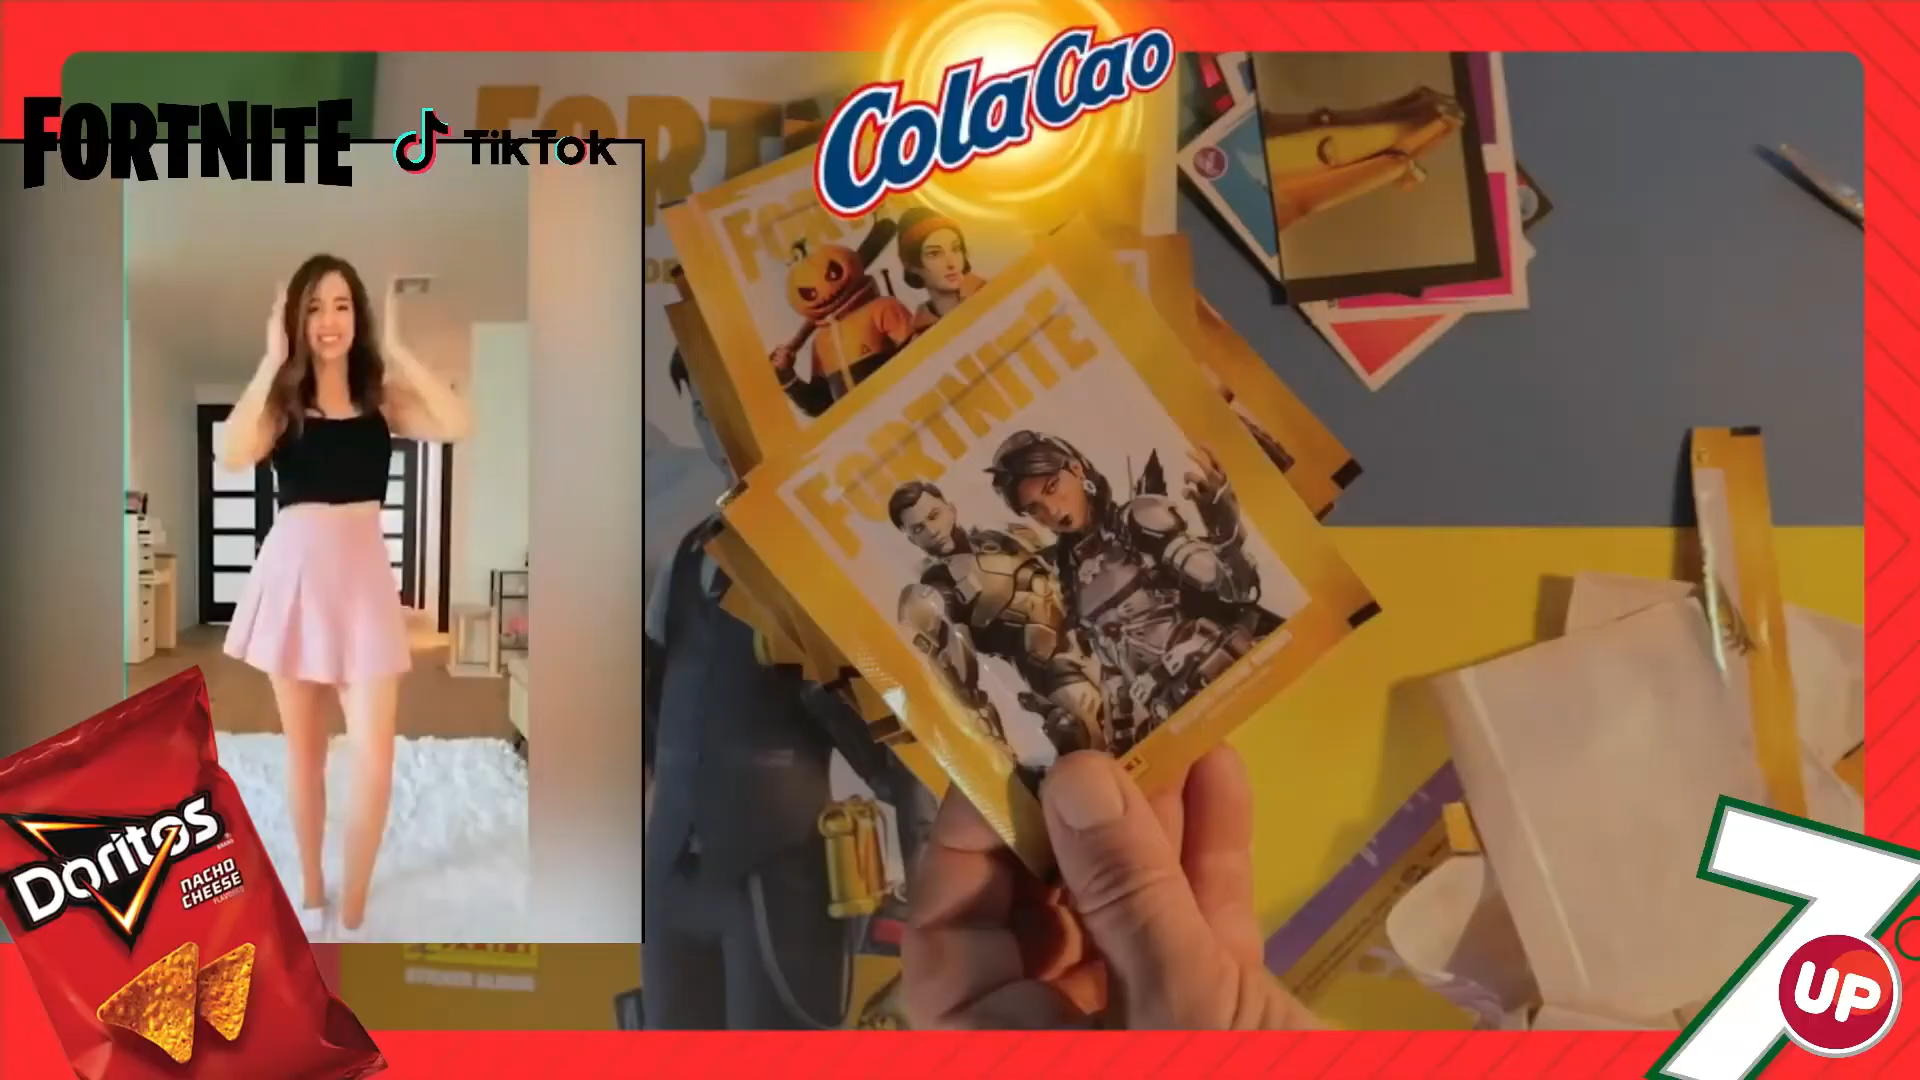 ColaCao
FORTNITE
TikTok
FORTNITE
FORTNITE
Doritos
NACHO
CHEESE
7
UP